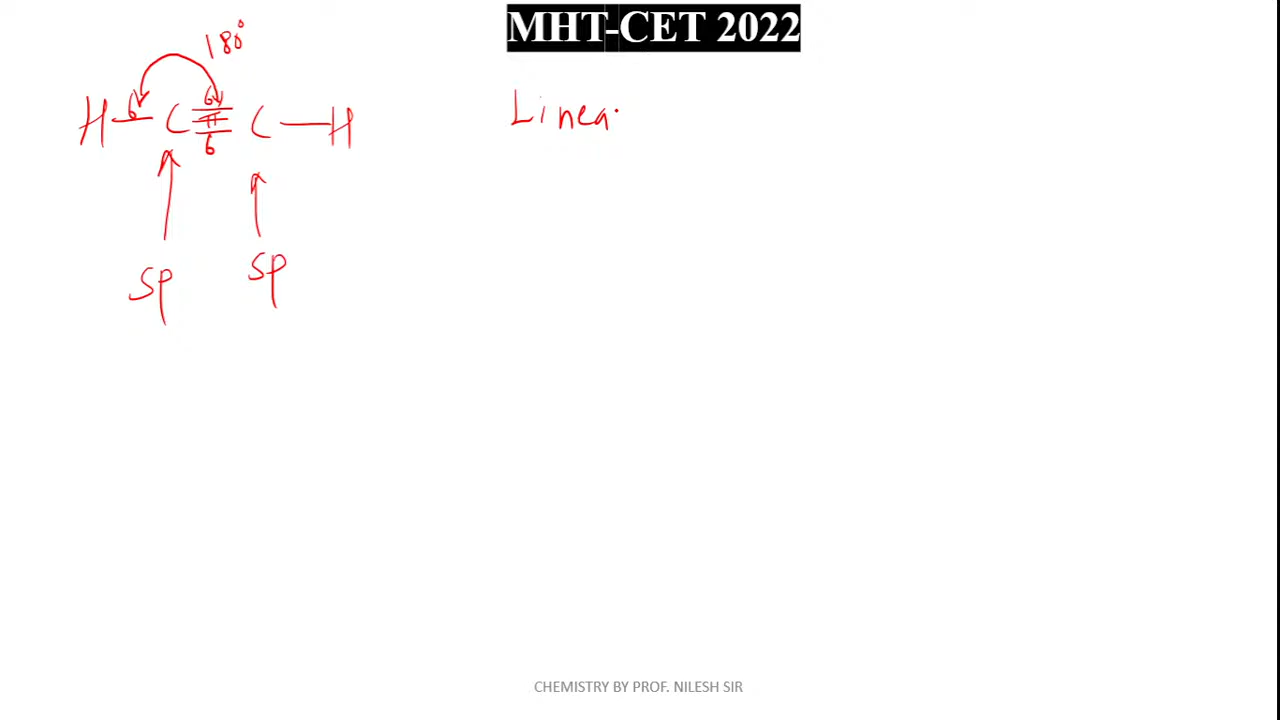 MHT-CET 2022
180°
H — C ≡ C — H
Linea
sp sp
CHEMISTRY BY PROF. NILESH SIR